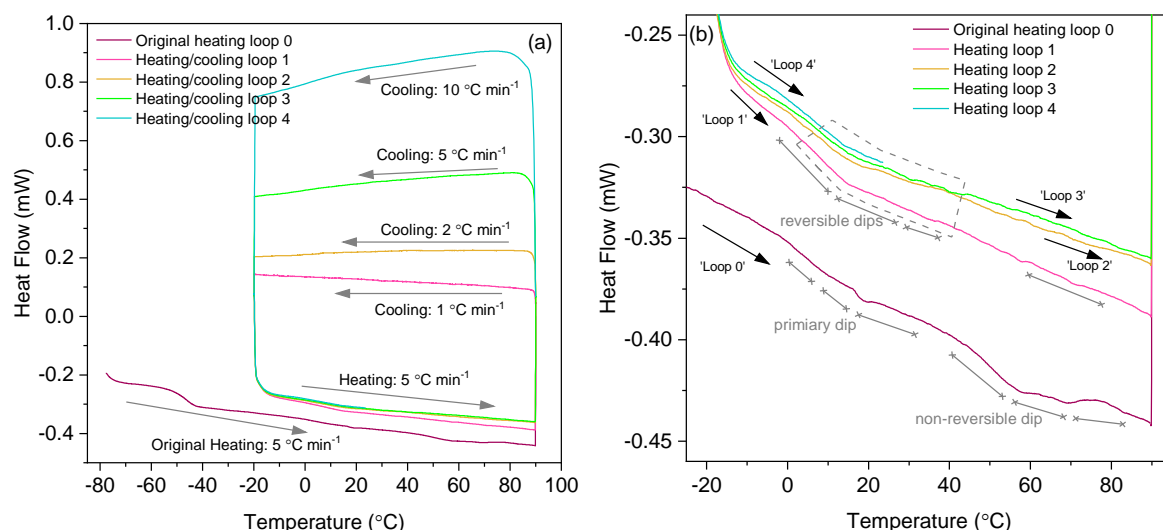 (a)
Original heating loop 0
Heating/cooling loop 1
Heating/cooling loop 2
Heating/cooling loop 3
Heating/cooling loop 4
Cooling: 10 °C min-1
Cooling: 5 °C min-1
Cooling: 2 °C min-1
Cooling: 1 °C min-1
Heating: 5 °C min-1
Original Heating: 5 °C min-1
1.0
0.8
0.6
0.4
0.2
0.0
-0.2
-0.4
Heat Flow (mW)
-80 -60 -40 -20 0 20 40 60 80 100
Temperature (°C)
(b)
Original heating loop 0
Heating loop 1
Heating loop 2
Heating loop 3
Heating loop 4
'Loop 4'
'Loop 1'
reversible dips
'Loop 3'
'Loop 2'
'Loop 0'
primiary dip
non-reversible dip
-0.25
-0.30
-0.35
-0.40
-0.45
Heat Flow (mW)
-20 0 20 40 60 80
Temperature (°C)